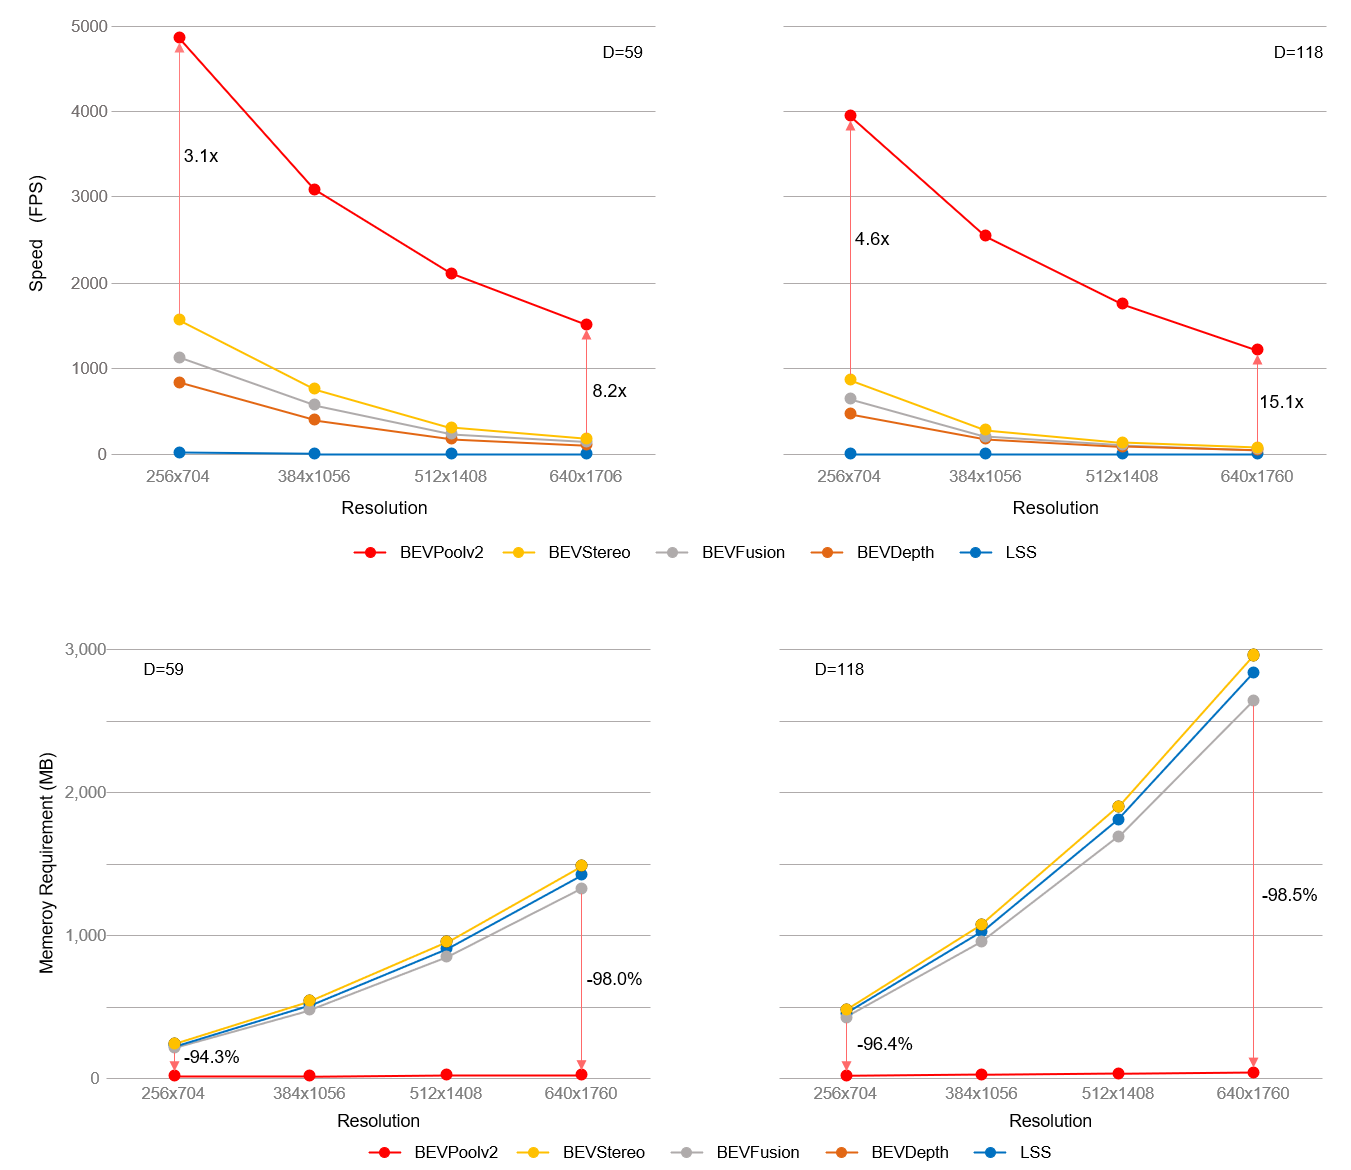 5000
4000
3000
2000
1000
0
Speed (FPS)
D=59
3.1x
8.2x
256x704 384x1056 512x1408 640x1706
Resolution
D=118
4.6x
15.1x
256x704 384x1056 512x1408 640x1760
Resolution
BEVPoolv2 BEVStereo BEVFusion BEVDepth LSS
3,000
2,000
1,000
0
Memeroy Requirement (MB)
D=59
-94.3%
-98.0%
256x704 384x1056 512x1408 640x1760
Resolution
D=118
-96.4%
-98.5%
256x704 384x1056 512x1408 640x1760
Resolution
BEVPoolv2 BEVStereo BEVFusion BEVDepth LSS